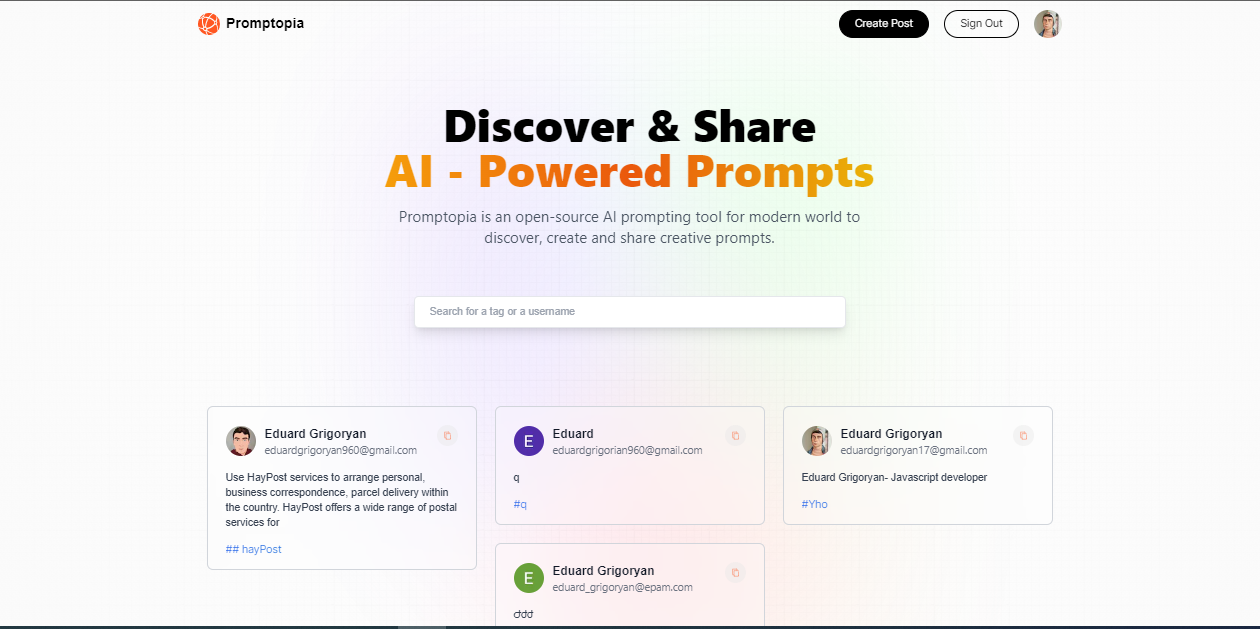 Promptopia
Create Post
Sign Out
Discover & Share
AI - Powered Prompts
Promptopia is an open-source AI prompting tool for modern world to
discover, create and share creative prompts.
Search for a tag or a username
Eduard Grigoryan
eduardgrigoryan960@gmail.com
Use HayPost services to arrange personal,
business correspondence, parcel delivery within
the country. HayPost offers a wide range of postal
services for
## hayPost
E
Eduard
eduardgrigorian960@gmail.com
q
#q
Eduard Grigoryan
eduardgrigoryan17@gmail.com
Eduard Grigoryan- Javascript developer
#Yho
E
Eduard Grigoryan
eduard_grigoryan@epam.com